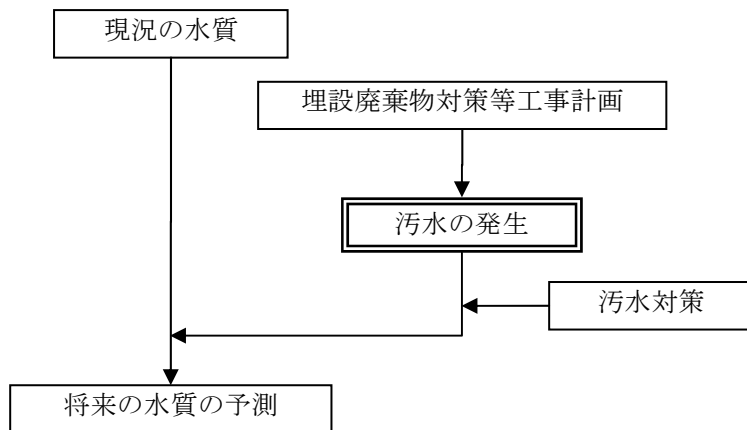 現況の水質
埋設廃棄物対策等工事計画
汚水の発生
汚水対策
将来の水質の予測